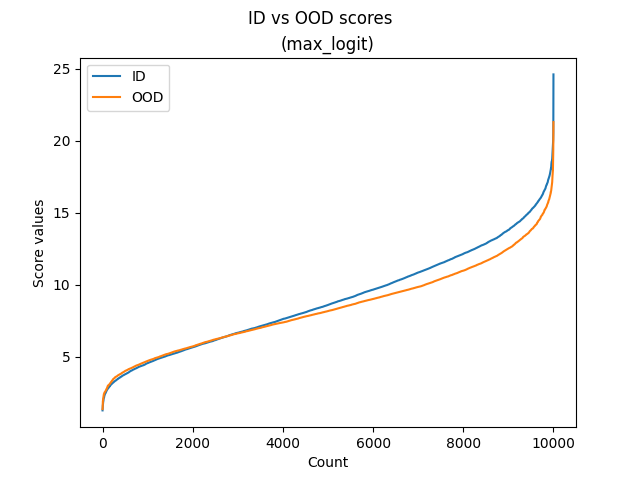 ID vs OOD scores
(max_logit)
ID
OOD
25
20
15
10
5
Score values
0
2000
4000
6000
8000
10000
Count